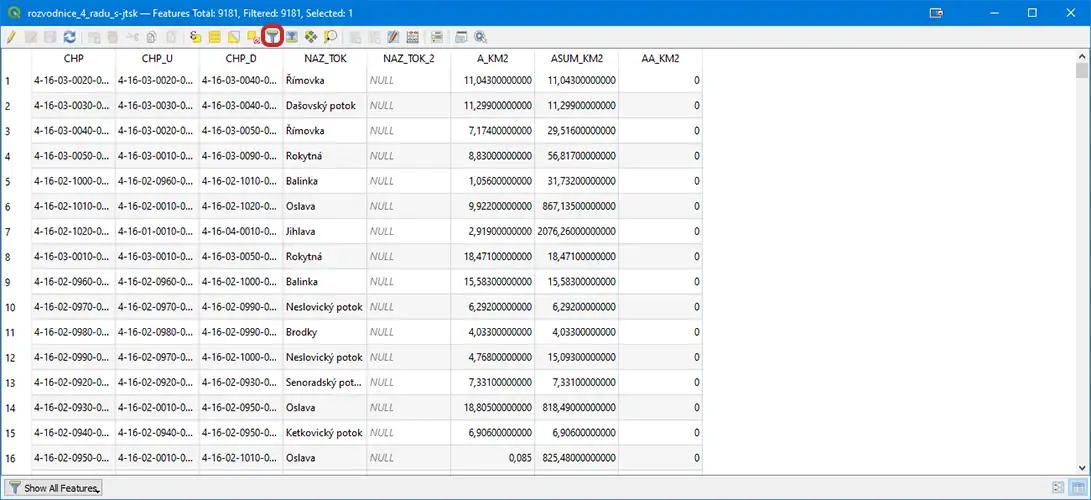 rozvodnice_4_radu_s-jtsk — Features Total: 9181, Filtered: 9181, Selected: 1
CHP CHP_U CHP_D NAZ_TOK NAZ_TOK_2 A_KM2 ASUM_KM2 AA_KM2
1 4-16-03-0020-0... 4-16-03-0020-0... 4-16-03-0040-0... Římovka NULL 11,04300000000 11,04300000000 0
2 4-16-03-0030-0... 4-16-03-0030-0... 4-16-03-0040-0... Dašovský potok NULL 11,29900000000 11,29900000000 0
3 4-16-03-0040-0... 4-16-03-0020-0... 4-16-03-0050-0... Římovka NULL 7,17400000000 29,51600000000 0
4 4-16-03-0050-0... 4-16-03-0010-0... 4-16-03-0090-0... Rokytná NULL 8,83000000000 56,81700000000 0
5 4-16-02-1000-0... 4-16-02-0960-0... 4-16-02-1010-0... Balinka NULL 1,05600000000 31,73200000000 0
6 4-16-02-1010-0... 4-16-02-0010-0... 4-16-02-1020-0... Oslava NULL 9,92200000000 867,13500000000 0
7 4-16-02-1020-0... 4-16-01-0010-0... 4-16-04-0010-0... Jihlava NULL 2,91900000000 2076,26000000000 0
8 4-16-03-0010-0... 4-16-03-0010-0... 4-16-03-0050-0... Rokytná NULL 18,47100000000 18,47100000000 0
9 4-16-02-0960-0... 4-16-02-0960-0... 4-16-02-1000-0... Balinka NULL 15,58300000000 15,58300000000 0
10 4-16-02-0970-0... 4-16-02-0970-0... 4-16-02-0990-0... Neslovický potok NULL 6,29200000000 6,29200000000 0
11 4-16-02-0980-0... 4-16-02-0980-0... 4-16-02-0990-0... Brodky NULL 4,03300000000 4,03300000000 0
12 4-16-02-0990-0... 4-16-02-0970-0... 4-16-02-1000-0... Neslovický potok NULL 4,76800000000 15,09300000000 0
13 4-16-02-0920-0... 4-16-02-0920-0... 4-16-02-0930-0... Senoradský pot... NULL 7,33100000000 7,33100000000 0
14 4-16-02-0930-0... 4-16-02-0010-0... 4-16-02-0950-0... Oslava NULL 18,80500000000 818,49000000000 0
15 4-16-02-0940-0... 4-16-02-0940-0... 4-16-02-0950-0... Ketkovický potok NULL 6,90600000000 6,90600000000 0
16 4-16-02-0950-0... 4-16-02-0010-0... 4-16-02-1010-0... Oslava NULL 0,085 825,48000000000 0
Show All Features